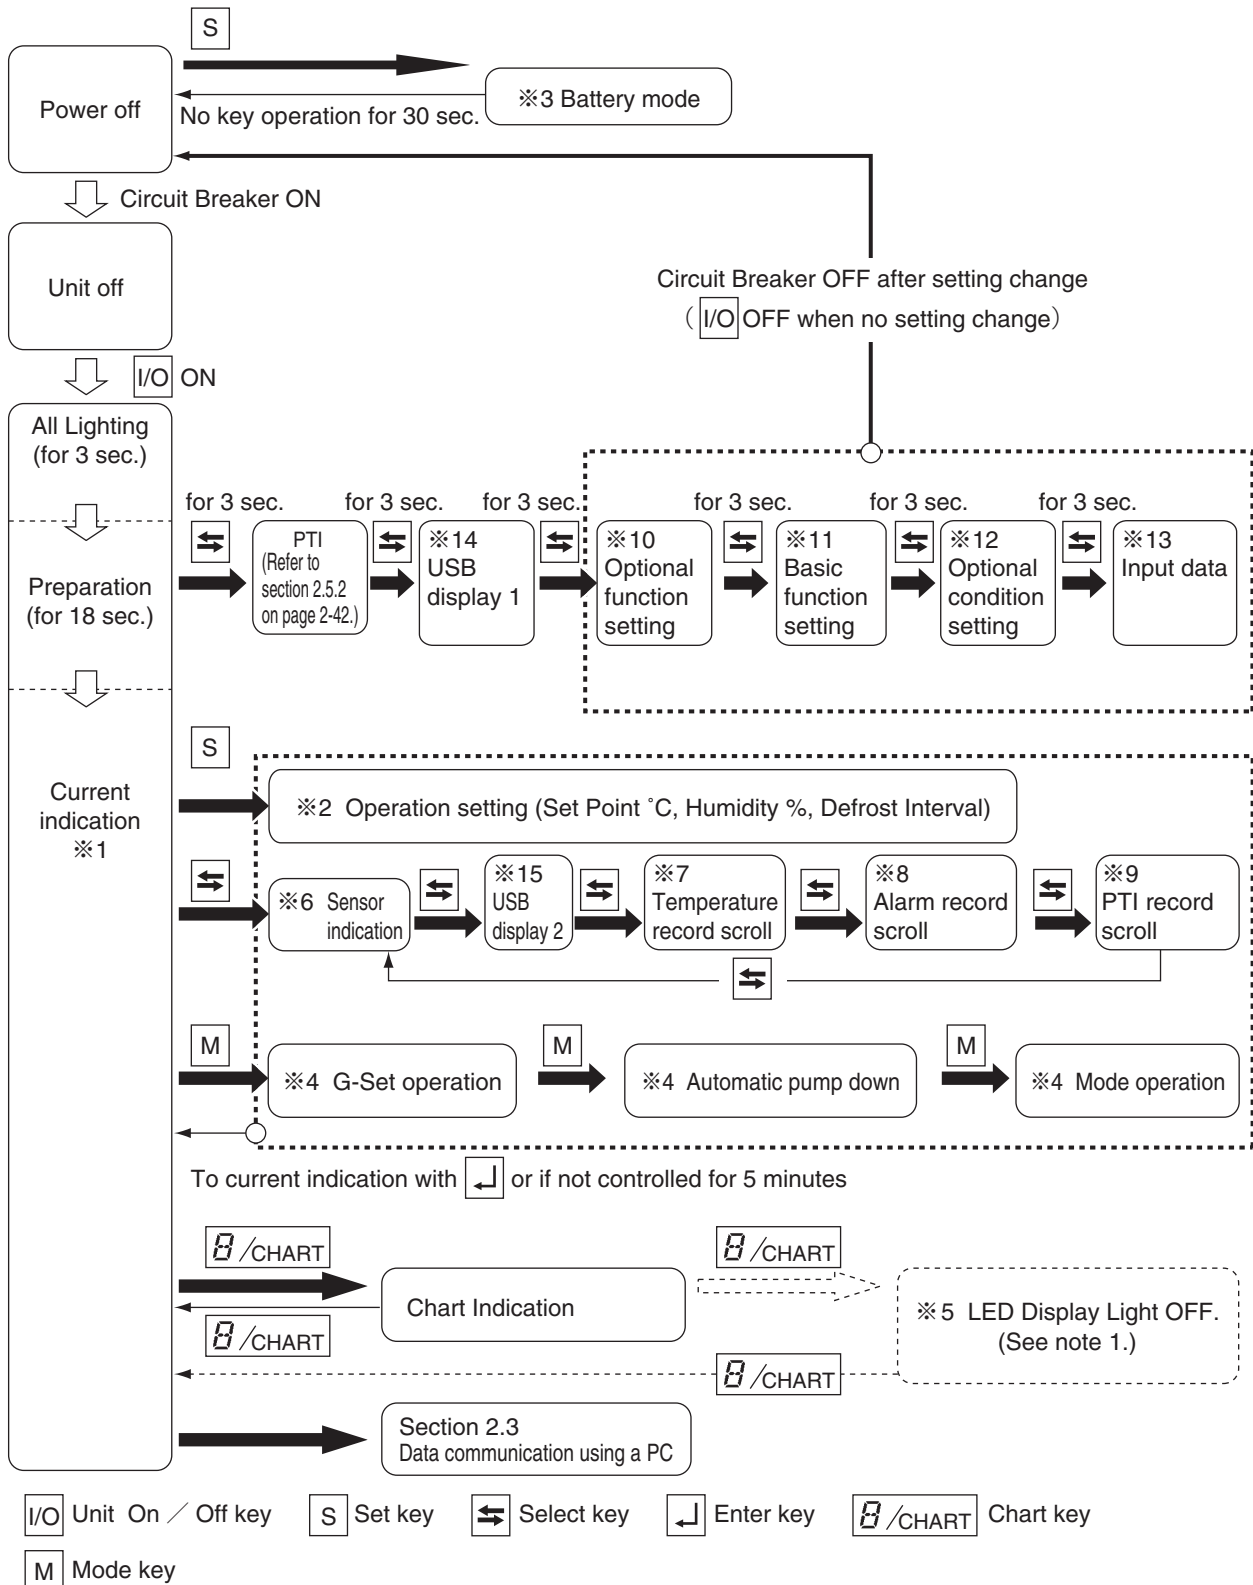 S
Power off
※3 Battery mode
No key operation for 30 sec.
Circuit Breaker ON
Unit off
Circuit Breaker OFF after setting change
( I/O OFF when no setting change)
I/O ON
All Lighting
(for 3 sec.)
for 3 sec.
for 3 sec.
for 3 sec.
for 3 sec.
for 3 sec.
for 3 sec.
Preparation
(for 18 sec.)
PTI
(Refer to
section 2.5.2
on page 2-42.)
※14
USB
display 1
※10
Optional
function
setting
※11
Basic
function
setting
※12
Optional
condition
setting
※13
Input data
S
Current
indication
※1
※2 Operation setting (Set Point ˚C, Humidity %, Defrost Interval)
※6 Sensor
indication
※15
USB
display 2
※7
Temperature
record scroll
※8
Alarm record
scroll
※9
PTI record
scroll
M
M
M
※4 G-Set operation
※4 Automatic pump down
※4 Mode operation
To current indication with ↵ or if not controlled for 5 minutes
8/CHART
8/CHART
Chart Indication
※5 LED Display Light OFF.
(See note 1.)
8/CHART
8/CHART
Section 2.3
Data communication using a PC
I/O Unit On / Off key S Set key ⇆ Select key ↵ Enter key 8/CHART Chart key
M Mode key